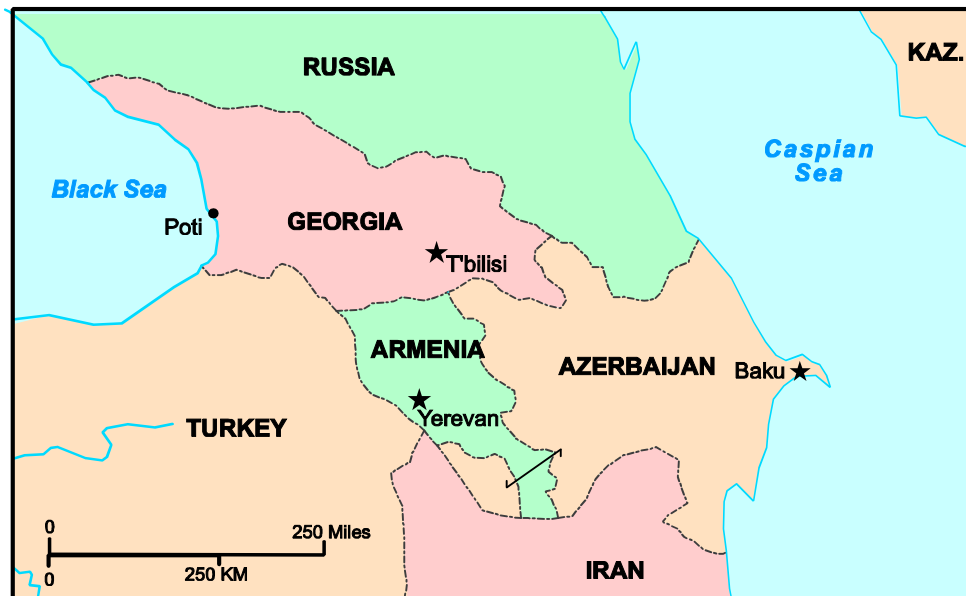 RUSSIA
KAZ.
Caspian
Sea
Black Sea
Poti
GEORGIA
T'bilisi
ARMENIA
AZERBAIJAN
Baku
Yerevan
TURKEY
0
250 Miles
0
250 KM
IRAN